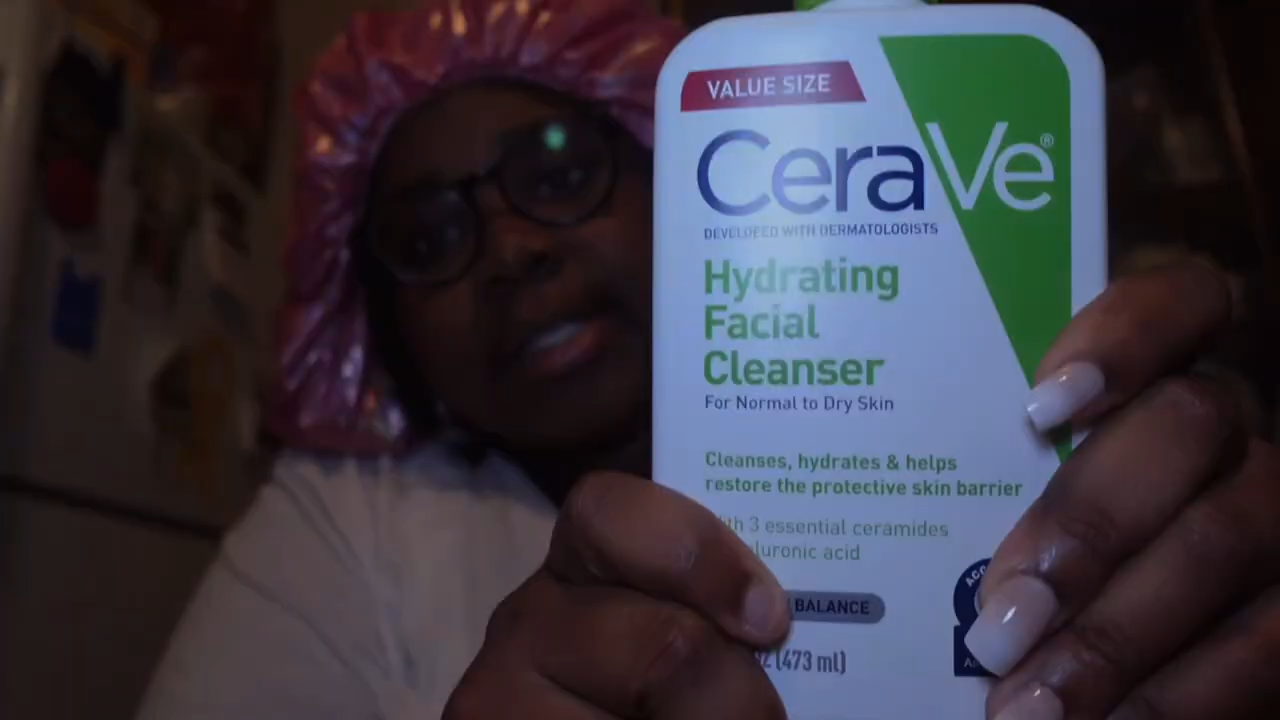 VALUE SIZE
CeraVe®
DEVELOPED WITH DERMATOLOGISTS
Hydrating
Facial
Cleanser
For Normal to Dry Skin
Cleanses, hydrates & helps
restore the protective skin barrier
3 essential ceramides
acid
BALANCE
(473 ml)